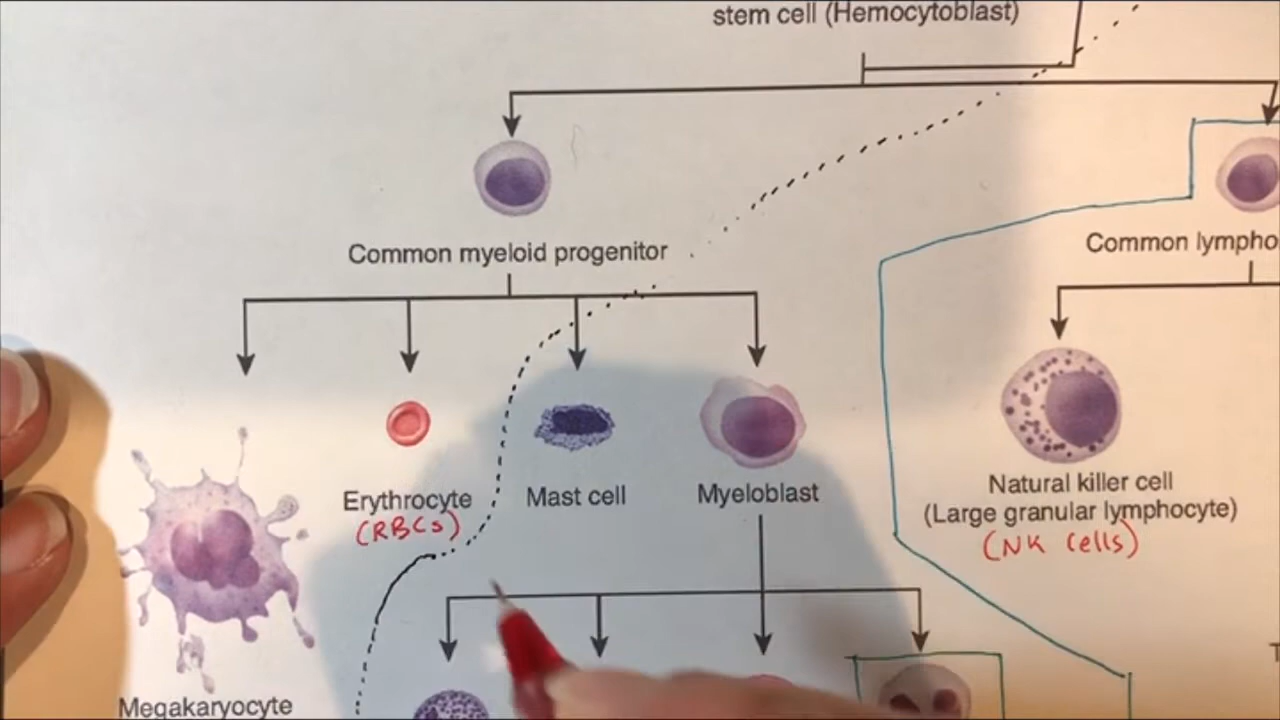 stem cell (Hemocytoblast)
Common myeloid progenitor
Common lympho
Erythrocyte
(RBCs)
Mast cell
Myeloblast
Natural killer cell
(Large granular lymphocyte)
(NK cells)
Megakaryocyte
T